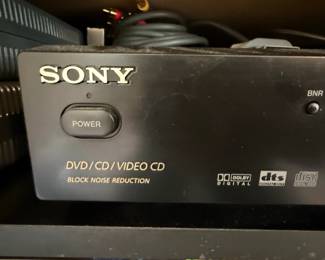 SONY
BNR
POWER
DVD/CD/VIDEO CD
BLOCK NOISE REDUCTION
DOLBY
DIGITAL
dts